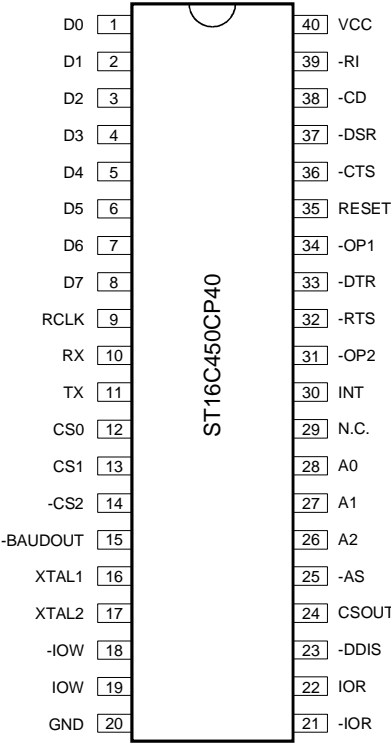 D0 1 40 VCC
D1 2 39 -RI
D2 3 38 -CD
D3 4 37 -DSR
D4 5 36 -CTS
D5 6 35 RESET
D6 7 34 -OP1
D7 8 33 -DTR
RCLK 9 32 -RTS
RX 10 31 -OP2
TX 11 30 INT
CS0 12 29 N.C.
CS1 13 28 A0
-CS2 14 27 A1
-BAUDOUT 15 26 A2
XTAL1 16 25 -AS
XTAL2 17 24 CSOUT
-IOW 18 23 -DDIS
IOW 19 22 IOR
GND 20 21 -IOR
ST16C450CP40